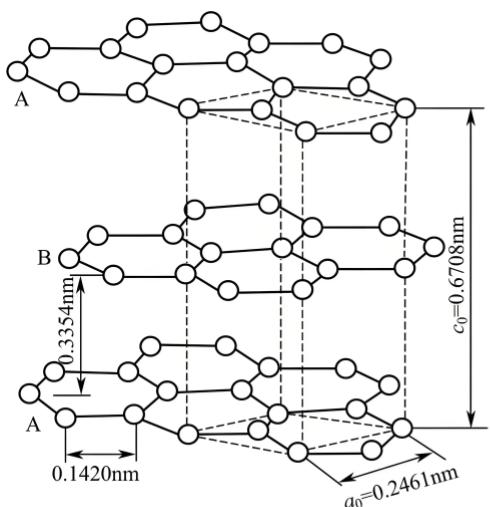 A
B
0.3354nm
c₀=0.6708nm
A
0.1420nm
a₀=0.2461nm